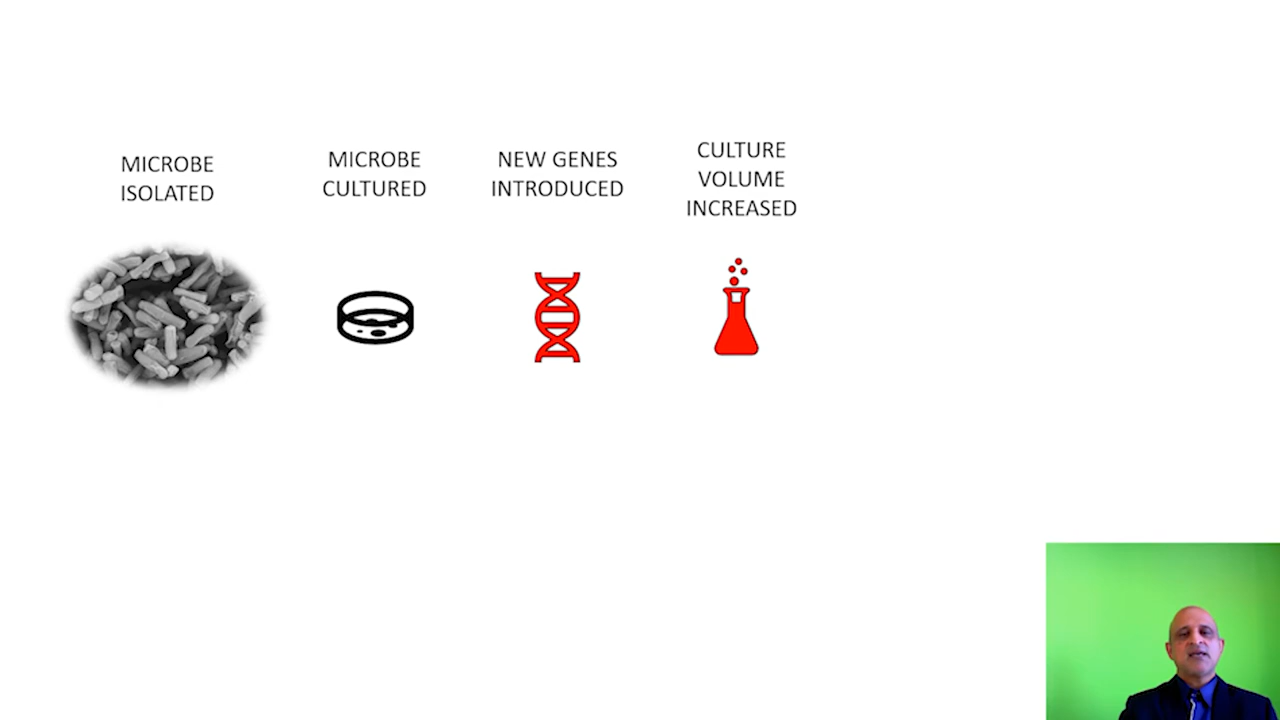 MICROBE
ISOLATED
MICROBE
CULTURED
NEW GENES
INTRODUCED
CULTURE
VOLUME
INCREASED